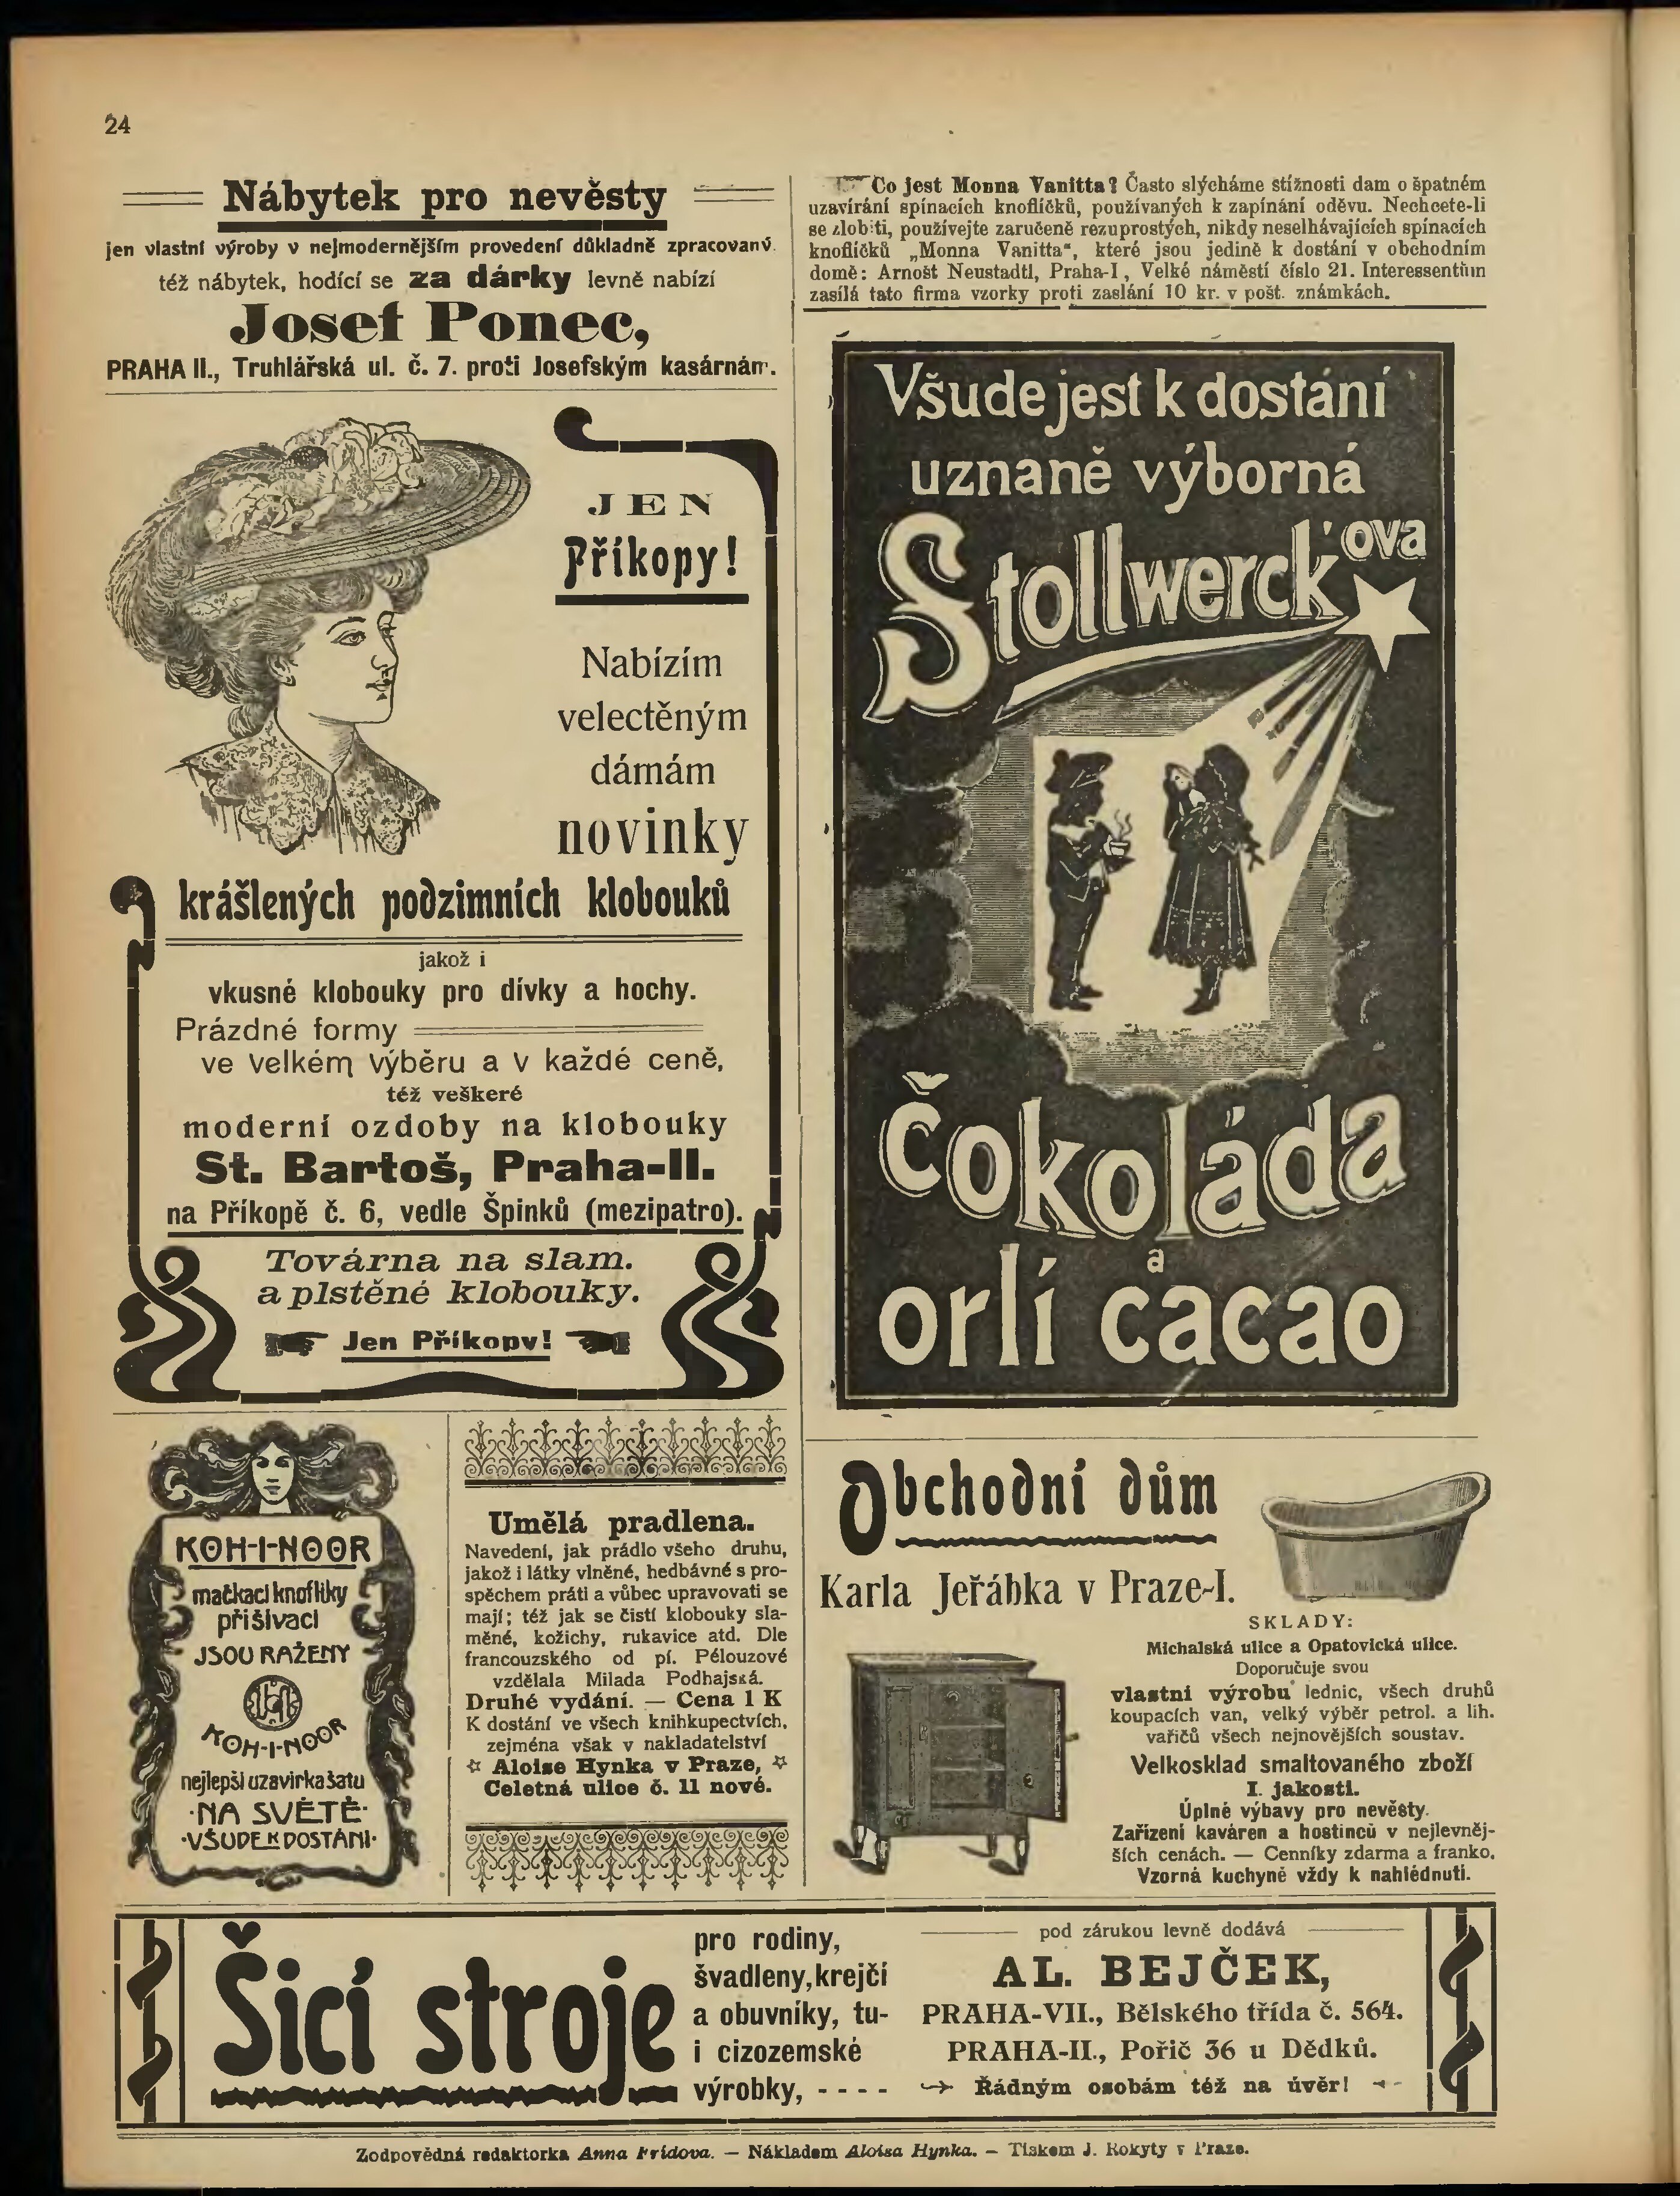 24
Nábytek pro nevěsty
jen vlastní výroby v nejmodernějším provedení důkladně zpracovaný
též nábytek, hodící se za dárky levně nabízí
Josef Ponec,
PRAHA II., Truhlářská ul. č. 7. proti Josefským kasárnám.
JEN
Příkopy!
Nabízím
velectěným
dámám
novinky
krášlených podzimních klobouků
jakož i
vkusné klobouky pro dívky a hochy.
Prázdné formy
ve velkém výběru a v každé ceně,
též veškeré
moderní ozdoby na klobouky
St. Bartoš, Praha-II.
na Příkopě č. 6, vedle Špinků (mezipatro).
Továrna na slam.
a plstěné klobouky.
Jen Příkopy!
KOH-I-NOOR
mačkací knoflíky
přišívací
JSOU RAŽENY
KOH-I-NOOR
nejlepší uzavírka šatu
·NA SVĚTĚ·
·VŠUDE K DOSTÁNÍ·
Umělá pradlena.
Navedení, jak prádlo všeho druhu,
jakož i látky vlněné, hedbávné s pro-
spěchem práti a vůbec upravovati se
mají; též jak se čistí klobouky sla-
měné, kožichy, rukavice atd. Dle
francouzského od pí. Pélouzové
vzdělala Milada Podhajská.
Druhé vydání. — Cena 1 K
K dostání ve všech knihkupectvích,
zejména však v nakladatelství
Aloise Hynka v Praze,
Celetná ulice č. 11 nové.
Co jest Monna Vanitta? Často slýcháme stížnosti dam o špatném
uzavírání spínacích knoflíčků, používaných k zapínání oděvu. Nechcete-li
se zlobiti, používejte zaručeně rezuprostých, nikdy neselhávajících spínacích
knoflíčků „Monna Vanitta“, které jsou jedině k dostání v obchodním
domě: Arnošt Neustadtl, Praha-I, Velké náměstí číslo 21. Interessentům
zasílá tato firma vzorky proti zaslání 10 kr. v pošt. známkách.
Všude jest k dostání
uznaně výborná
Stollwerck'ova
čokoláda
a
orlí cacao
Obchodní dům
Karla Jeřábka v Praze-I.
SKLADY:
Michalská ulice a Opatovická ulice.
Doporučuje svou
vlastní výrobu lednic, všech druhů
koupacích van, velký výběr petrol. a lih.
vařičů všech nejnovějších soustav.
Velkosklad smaltovaného zboží
I. jakosti.
Úplné výbavy pro nevěsty.
Zařízení kaváren a hostinců v nejlevněj-
ších cenách. — Cenníky zdarma a franko.
Vzorná kuchyně vždy k nahlédnutí.
Šicí stroje
pro rodiny,
švadleny, krejčí
a obuvníky, tu-
i cizozemské
výrobky, - - - -
pod zárukou levně dodává
AL. BEJČEK,
PRAHA-VII., Bělského třída č. 564.
PRAHA-II., Pořič 36 u Dědků.
Řádným osobám též na úvěr!
Zodpovědná redaktorka Anna Frídova. — Nákladem Aloisa Hynka. — Tiskem J. Rokyty v Praze.